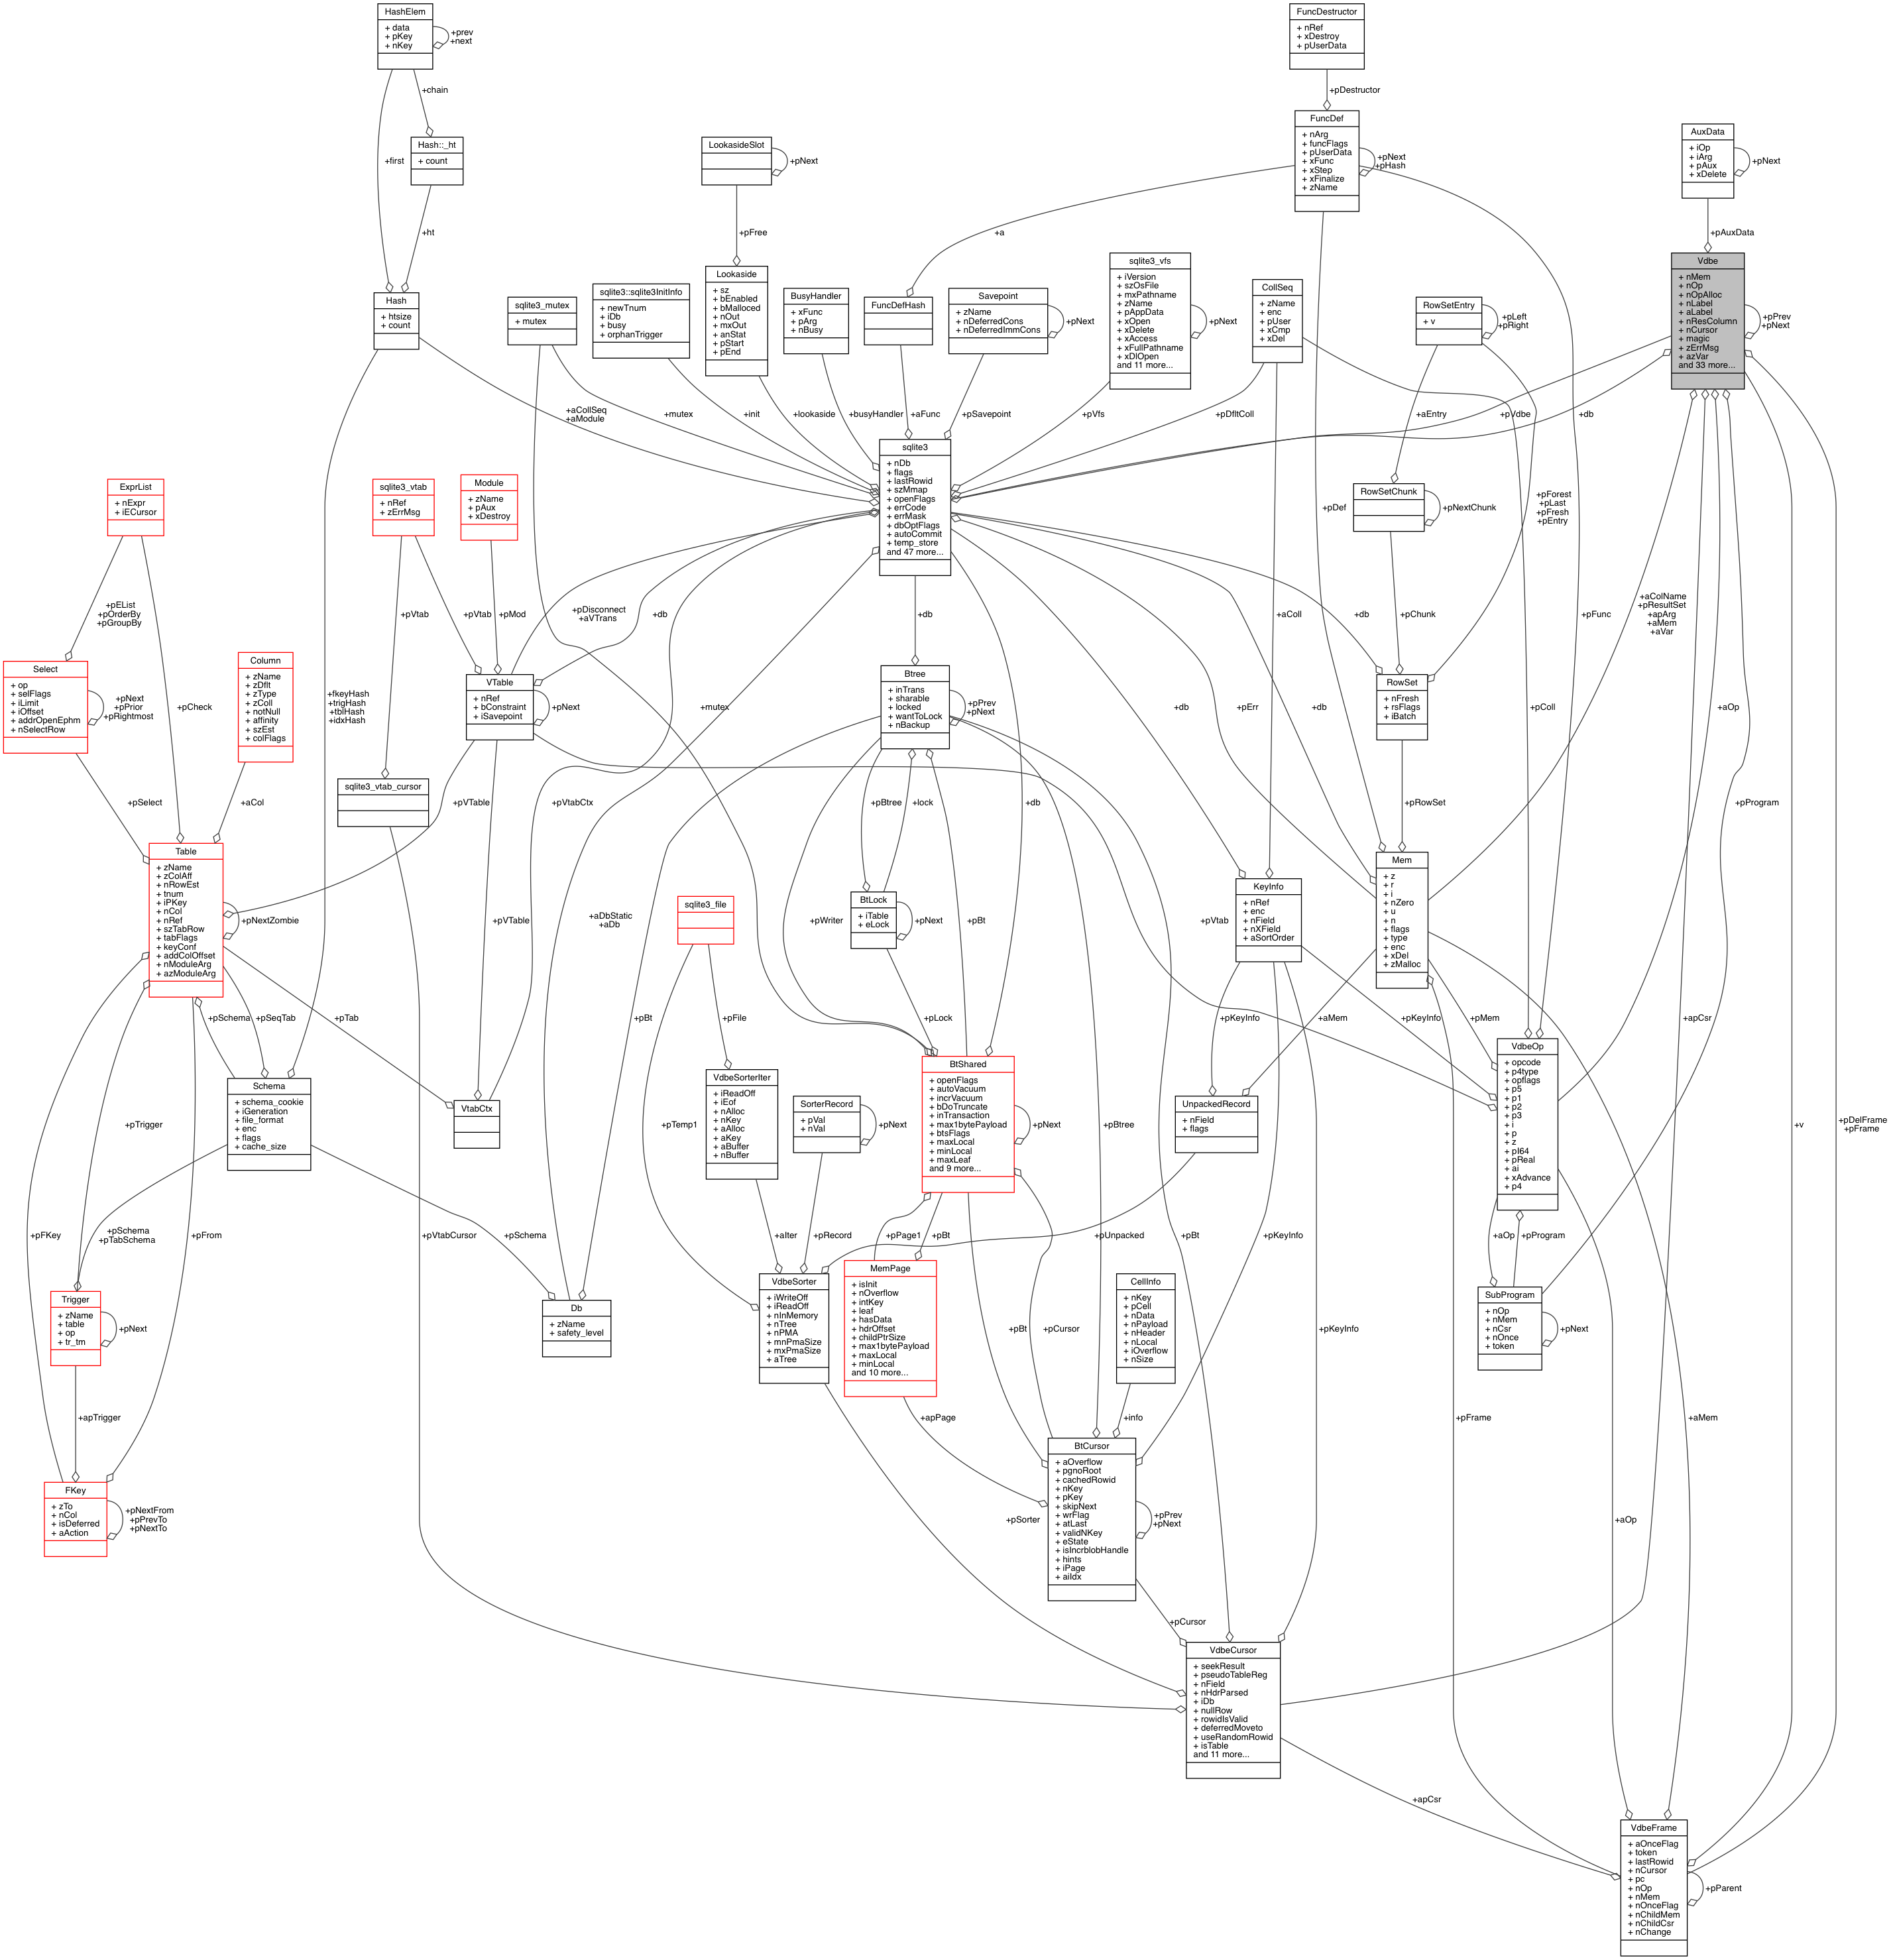 HashElem
+ data
+ pKey
+ nKey
+prev
+next
FuncDestructor
+ nRef
+ xDestroy
+ pUserData
+chain
+pDestructor
FuncDef
+ nArg
+ funcFlags
+ pUserData
+ xFunc
+ xStep
+ xFinalize
+ zName
+pNext
+pHash
AuxData
+ iOp
+ iArg
+ pAux
+ xDelete
+pNext
Hash::_ht
+ count
+first
LookasideSlot
+pNext
+ht
+pFree
+a
+pAuxData
Hash
+ htsize
+ count
sqlite3_mutex
+ mutex
sqlite3::sqlite3InitInfo
+ newTnum
+ iDb
+ busy
+ orphanTrigger
Lookaside
+ sz
+ bEnabled
+ bMalloced
+ nOut
+ mxOut
+ anStat
+ pStart
+ pEnd
BusyHandler
+ xFunc
+ pArg
+ nBusy
FuncDefHash
Savepoint
+ zName
+ nDeferredCons
+ nDeferredImmCons
+pNext
sqlite3_vfs
+ iVersion
+ szOsFile
+ mxPathname
+ zName
+ pAppData
+ xOpen
+ xDelete
+ xAccess
+ xFullPathname
+ xDlOpen
and 11 more...
+pNext
CollSeq
+ zName
+ enc
+ pUser
+ xCmp
+ xDel
RowSetEntry
+ v
+pLeft
+pRight
Vdbe
+ nMem
+ nOp
+ nOpAlloc
+ nLabel
+ aLabel
+ nResColumn
+ nCursor
+ magic
+ zErrMsg
+ azVar
and 33 more...
+pPrev
+pNext
+aCollSeq
+aModule
+mutex
+init
+lookaside
+busyHandler
+aFunc
+pSavepoint
+pVfs
+pDfltColl
+aEntry
+pVdbe
+db
sqlite3
+ nDb
+ flags
+ lastRowid
+ szMmap
+ openFlags
+ errCode
+ errMask
+ dbOptFlags
+ autoCommit
+ temp_store
and 47 more...
ExprList
+ nExpr
+ iECursor
sqlite3_vtab
+ nRef
+ zErrMsg
Module
+ zName
+ pAux
+ xDestroy
RowSetChunk
+pNextChunk
+pDef
+pForest
+pLast
+pFresh
+pEntry
+pEList
+pOrderBy
+pGroupBy
+pVtab
+pVtab
+pMod
+pDisconnect
+aVTrans
+db
+db
+aColl
+db
+pChunk
+pFunc
+aColName
+pResultSet
+apArg
+aMem
+aVar
Select
+ op
+ selFlags
+ iLimit
+ iOffset
+ addrOpenEphm
+ nSelectRow
+pNext
+pPrior
+pRightmost
+pCheck
Column
+ zName
+ zDflt
+ zType
+ zColl
+ notNull
+ affinity
+ szEst
+ colFlags
+fkeyHash
+trigHash
+tblHash
+idxHash
VTable
+ nRef
+ bConstraint
+ iSavepoint
+pNext
+mutex
Btree
+ inTrans
+ sharable
+ locked
+ wantToLock
+ nBackup
+pPrev
+pNext
+db
+pErr
+db
RowSet
+ nFresh
+ rsFlags
+ iBatch
+pColl
+aOp
sqlite3_vtab_cursor
+pSelect
+aCol
+pVTable
+pVtabCtx
+pBtree
+lock
+db
+pRowSet
+pProgram
Table
+ zName
+ zColAff
+ nRowEst
+ tnum
+ iPKey
+ nCol
+ nRef
+ szTabRow
+ tabFlags
+ keyConf
+ addColOffset
+ nModuleArg
+ azModuleArg
+pNextZombie
+pVTable
+aDbStatic
+aDb
sqlite3_file
+pWriter
BtLock
+ iTable
+ eLock
+pNext
+pBt
+pVtab
KeyInfo
+ nRef
+ enc
+ nField
+ nXField
+ aSortOrder
Mem
+ z
+ r
+ i
+ nZero
+ u
+ n
+ flags
+ type
+ enc
+ xDel
+ zMalloc
+pSchema
+pSeqTab
+pTab
+pBt
+pFile
+pLock
+pKeyInfo
+aMem
+pKeyInfo
+pMem
+apCsr
Schema
+ schema_cookie
+ iGeneration
+ file_format
+ enc
+ flags
+ cache_size
VtabCtx
+pTemp1
VdbeSorterIter
+ iReadOff
+ iEof
+ nAlloc
+ nKey
+ aAlloc
+ aKey
+ aBuffer
+ nBuffer
SorterRecord
+ pVal
+ nVal
+pNext
BtShared
+ openFlags
+ autoVacuum
+ incrVacuum
+ bDoTruncate
+ inTransaction
+ max1bytePayload
+ btsFlags
+ maxLocal
+ minLocal
+ maxLeaf
and 9 more...
+pNext
+pBtree
UnpackedRecord
+ nField
+ flags
VdbeOp
+ opcode
+ p4type
+ opflags
+ p5
+ p1
+ p2
+ p3
+ i
+ p
+ z
+ pI64
+ pReal
+ ai
+ xAdvance
+ p4
+v
+pDelFrame
+pFrame
+pTrigger
+pFKey
+pSchema
+pTabSchema
+pFrom
+pVtabCursor
+pSchema
+aIter
+pRecord
+pPage1
+pBt
+pUnpacked
+pBt
+pKeyInfo
+aOp
+pProgram
Trigger
+ zName
+ table
+ op
+ tr_tm
+pNext
Db
+ zName
+ safety_level
VdbeSorter
+ iWriteOff
+ iReadOff
+ nInMemory
+ nTree
+ nPMA
+ mnPmaSize
+ mxPmaSize
+ aTree
MemPage
+ isInit
+ nOverflow
+ intKey
+ leaf
+ hasData
+ hdrOffset
+ childPtrSize
+ max1bytePayload
+ maxLocal
+ minLocal
and 10 more...
+pBt
+pCursor
CellInfo
+ nKey
+ pCell
+ nData
+ nPayload
+ nHeader
+ nLocal
+ iOverflow
+ nSize
+pKeyInfo
SubProgram
+ nOp
+ nMem
+ nCsr
+ nOnce
+ token
+pNext
+apTrigger
+apPage
+info
+pFrame
+aMem
FKey
+ zTo
+ nCol
+ isDeferred
+ aAction
+pNextFrom
+pPrevTo
+pNextTo
+pSorter
BtCursor
+ aOverflow
+ pgnoRoot
+ cachedRowid
+ nKey
+ pKey
+ skipNext
+ wrFlag
+ atLast
+ validNKey
+ eState
+ isIncrblobHandle
+ hints
+ iPage
+ aiIdx
+pPrev
+pNext
+aOp
+pCursor
VdbeCursor
+ seekResult
+ pseudoTableReg
+ nField
+ nHdrParsed
+ iDb
+ nullRow
+ rowidIsValid
+ deferredMoveto
+ useRandomRowid
+ isTable
and 11 more...
+apCsr
VdbeFrame
+ aOnceFlag
+ token
+ lastRowid
+ nCursor
+ pc
+ nOp
+ nMem
+ nOnceFlag
+ nChildMem
+ nChildCsr
+ nChange
+pParent